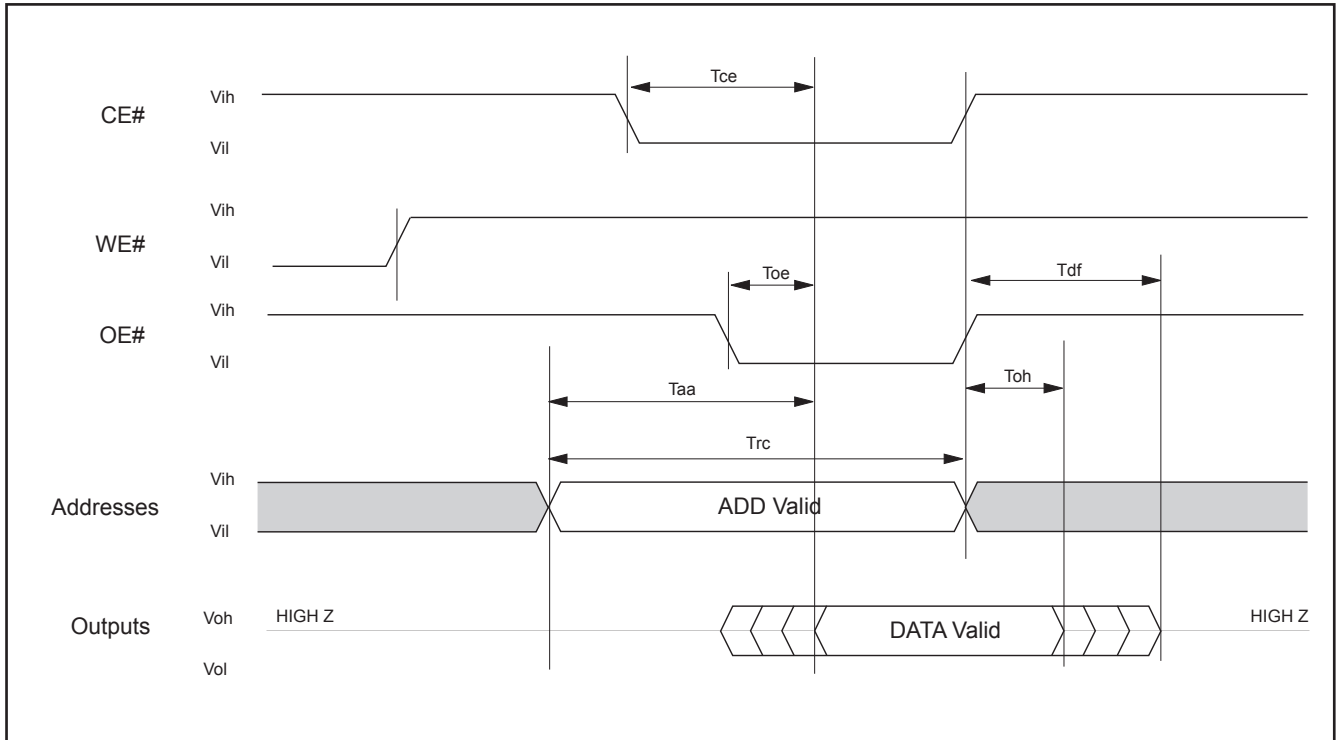 Tce
Vih
CE#
Vil
Vih
WE#
Vil
Toe
Tdf
Vih
OE#
Vil
Toh
Taa
Trc
Vih
Addresses
ADD Valid
Vil
Voh
HIGH Z
HIGH Z
Outputs
DATA Valid
Vol